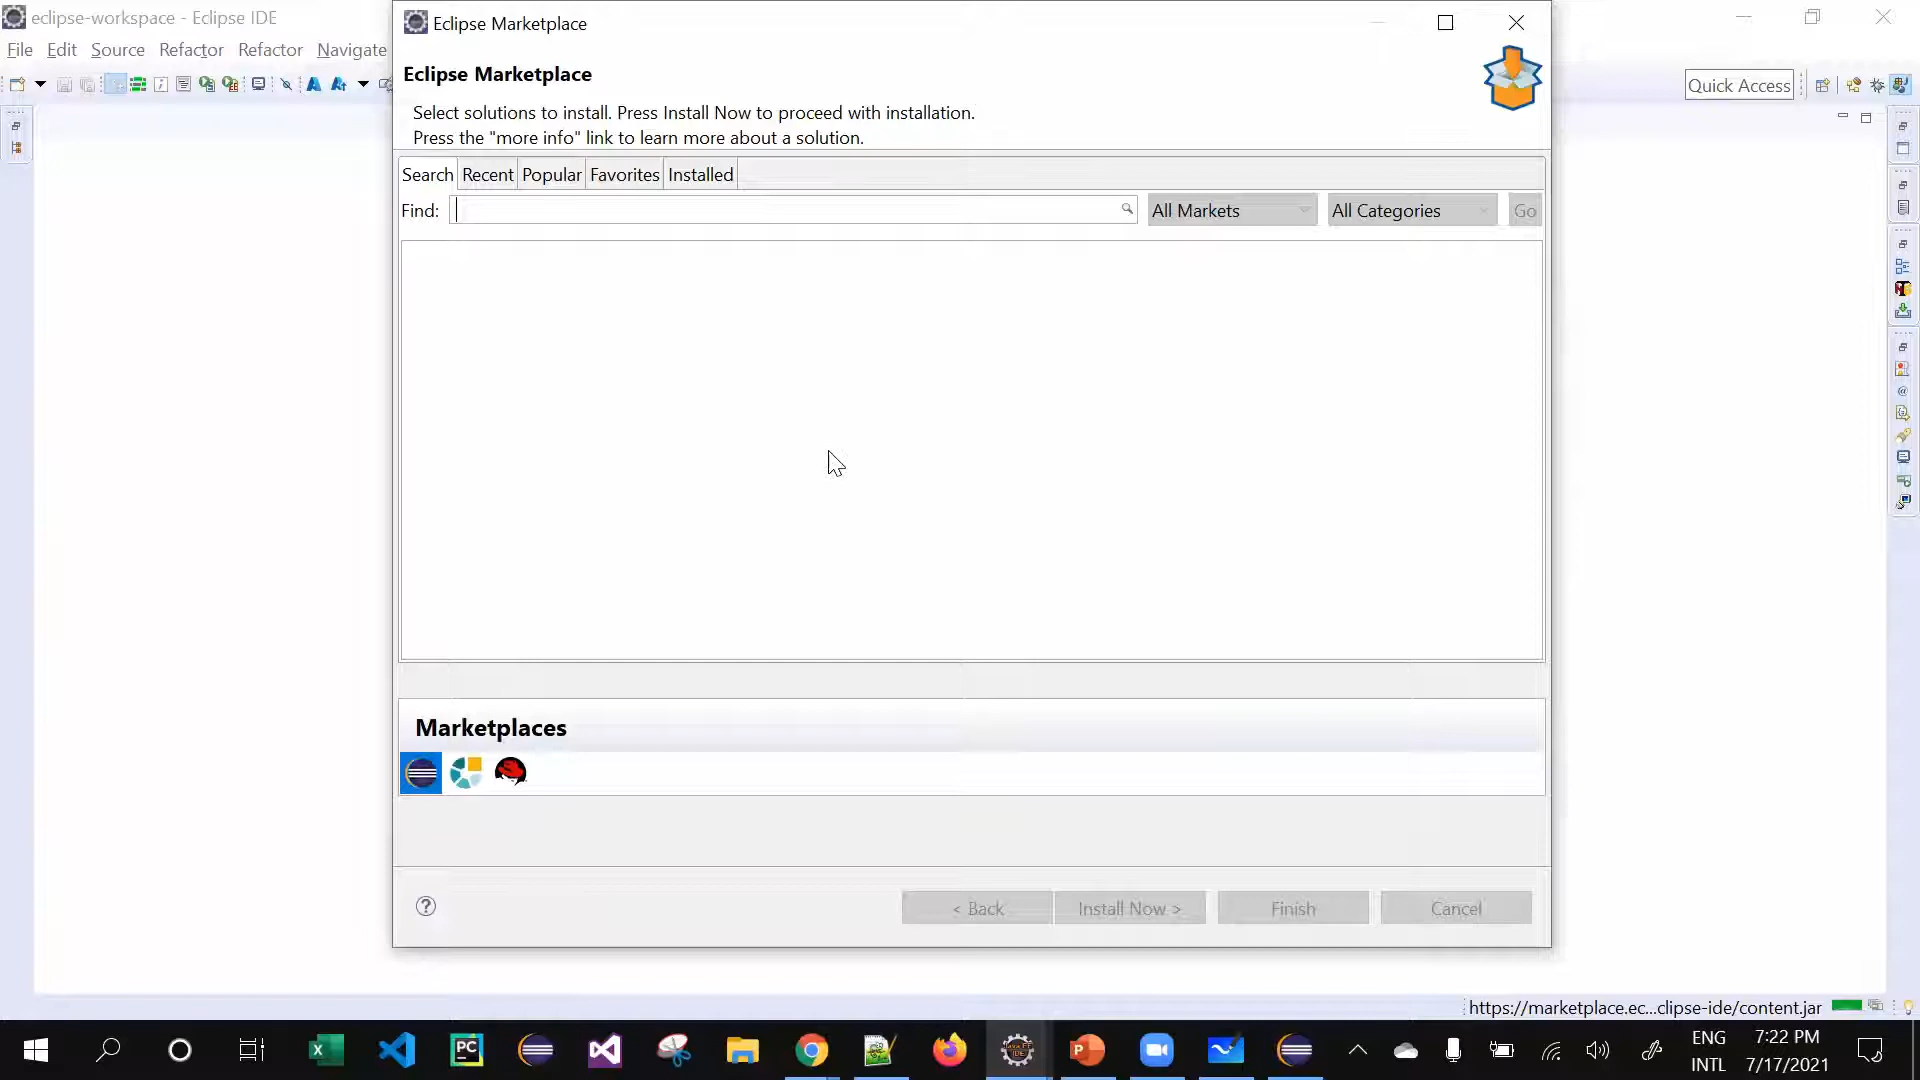 eclipse-workspace - Eclipse IDE
File Edit Source Refactor Refactor Navigate
Quick Access
Eclipse Marketplace
Eclipse Marketplace
Select solutions to install. Press Install Now to proceed with installation.
Press the "more info" link to learn more about a solution.
Search Recent Popular Favorites Installed
Find: All Markets All Categories Go
Marketplaces
< Back Install Now > Finish Cancel
https://marketplace.ec...clipse-ide/content.jar
ENG 7:22 PM
INTL 7/17/2021